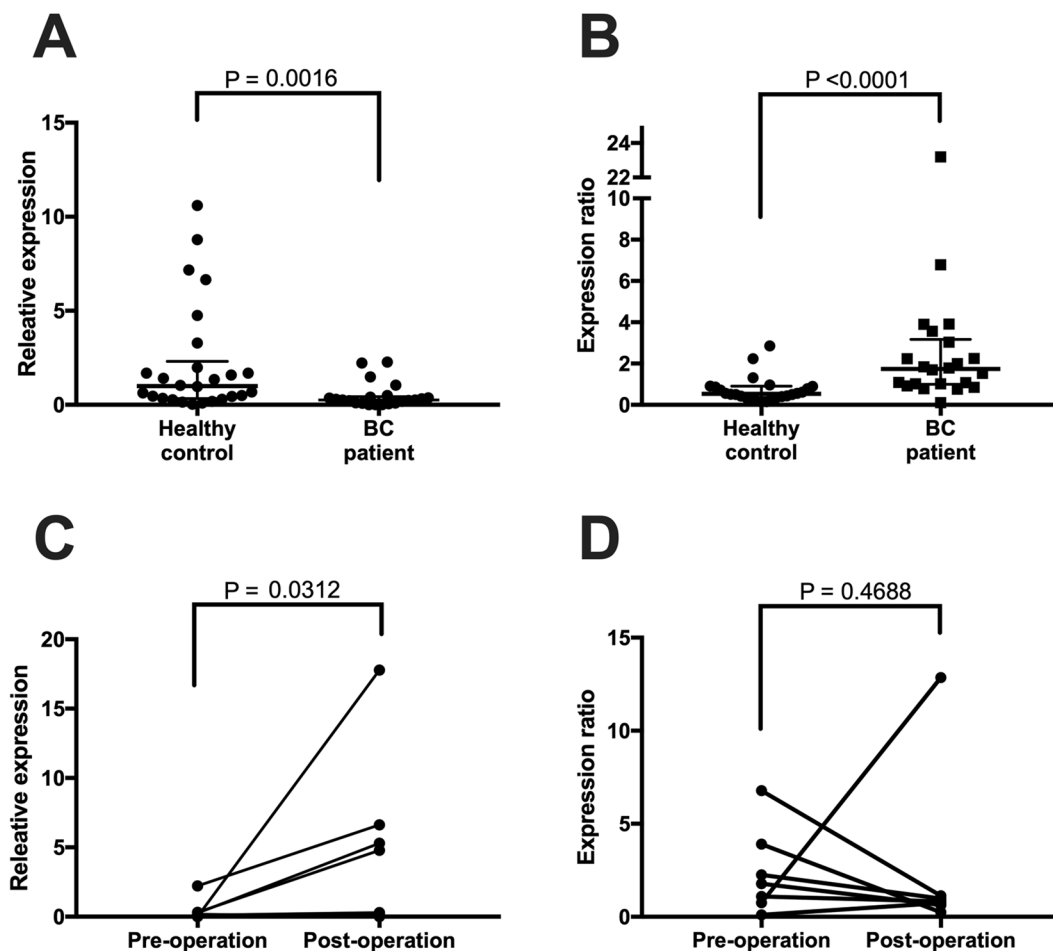 A
P = 0.0016
Releative expression
15
10
5
0
Healthy
control
BC
patient
B
P <0.0001
Expression ratio
24
22
10
8
6
4
2
0
Healthy
control
BC
patient
C
P = 0.0312
Releative expression
20
15
10
5
0
Pre-operation
Post-operation
D
P = 0.4688
Expression ratio
15
10
5
0
Pre-operation
Post-operation